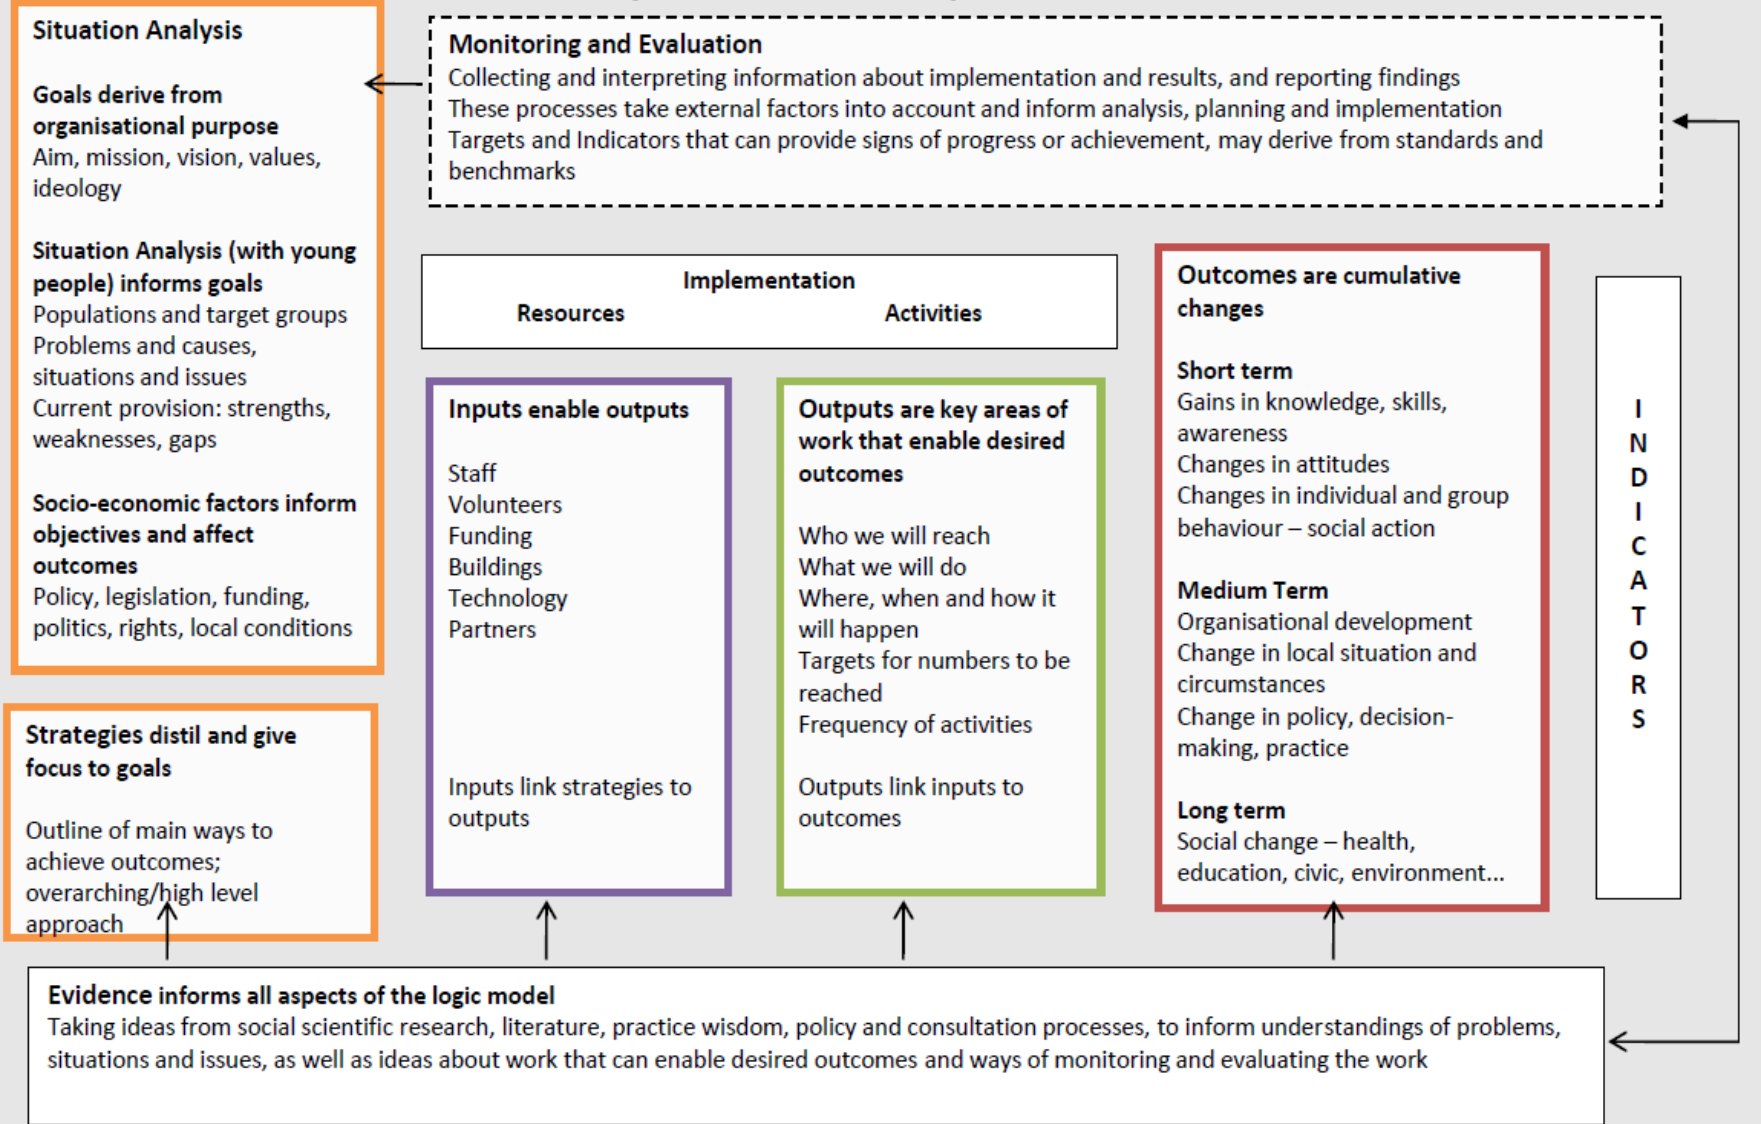 Situation Analysis
Goals derive from
organisational purpose
Aim, mission, vision, values,
ideology
Situation Analysis (with young
people) informs goals
Populations and target groups
Problems and causes,
situations and issues
Current provision: strengths,
weaknesses, gaps
Socio-economic factors inform
objectives and affect
outcomes
Policy, legislation, funding,
politics, rights, local conditions
Strategies distil and give
focus to goals
Outline of main ways to
achieve outcomes;
overarching/high level
approach
Monitoring and Evaluation
Collecting and interpreting information about implementation and results, and reporting findings
These processes take external factors into account and inform analysis, planning and implementation
Targets and Indicators that can provide signs of progress or achievement, may derive from standards and
benchmarks
Implementation
Resources Activities
Inputs enable outputs
Staff
Volunteers
Funding
Buildings
Technology
Partners
Inputs link strategies to
outputs
Outputs are key areas of
work that enable desired
outcomes
Who we will reach
What we will do
Where, when and how it
will happen
Targets for numbers to be
reached
Frequency of activities
Outputs link inputs to
outcomes
Outcomes are cumulative
changes
Short term
Gains in knowledge, skills,
awareness
Changes in attitudes
Changes in individual and group
behaviour – social action
Medium Term
Organisational development
Change in local situation and
circumstances
Change in policy, decision-
making, practice
Long term
Social change – health,
education, civic, environment...
I
N
D
I
C
A
T
O
R
S
Evidence informs all aspects of the logic model
Taking ideas from social scientific research, literature, practice wisdom, policy and consultation processes, to inform understandings of problems,
situations and issues, as well as ideas about work that can enable desired outcomes and ways of monitoring and evaluating the work